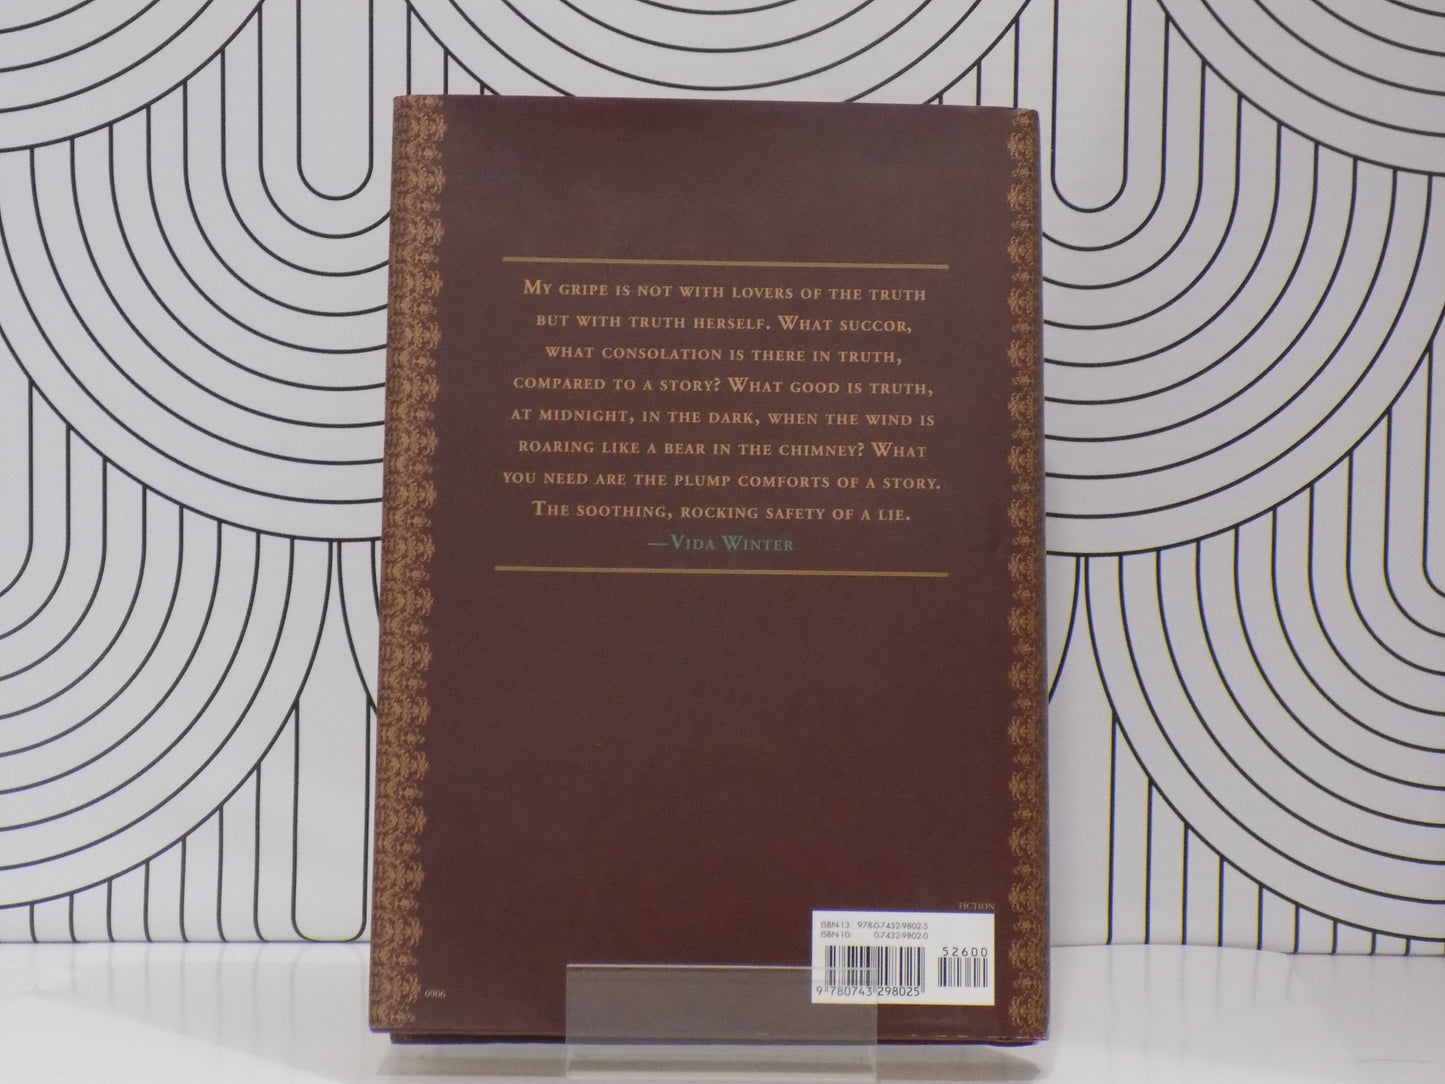 My gripe is not with lovers of the truth
but with truth herself. What succor,
what consolation is there in truth,
compared to a story? What good is truth,
at midnight, in the dark, when the wind is
roaring like a bear in the chimney? What
you need are the plump comforts of a story.
The soothing, rocking safety of a lie.
—Vida Winter
FICTION
ISBN-13: 978-0-7432-9802-5
ISBN-10: 0-7432-9802-0
52600
9 780743 298025
0906